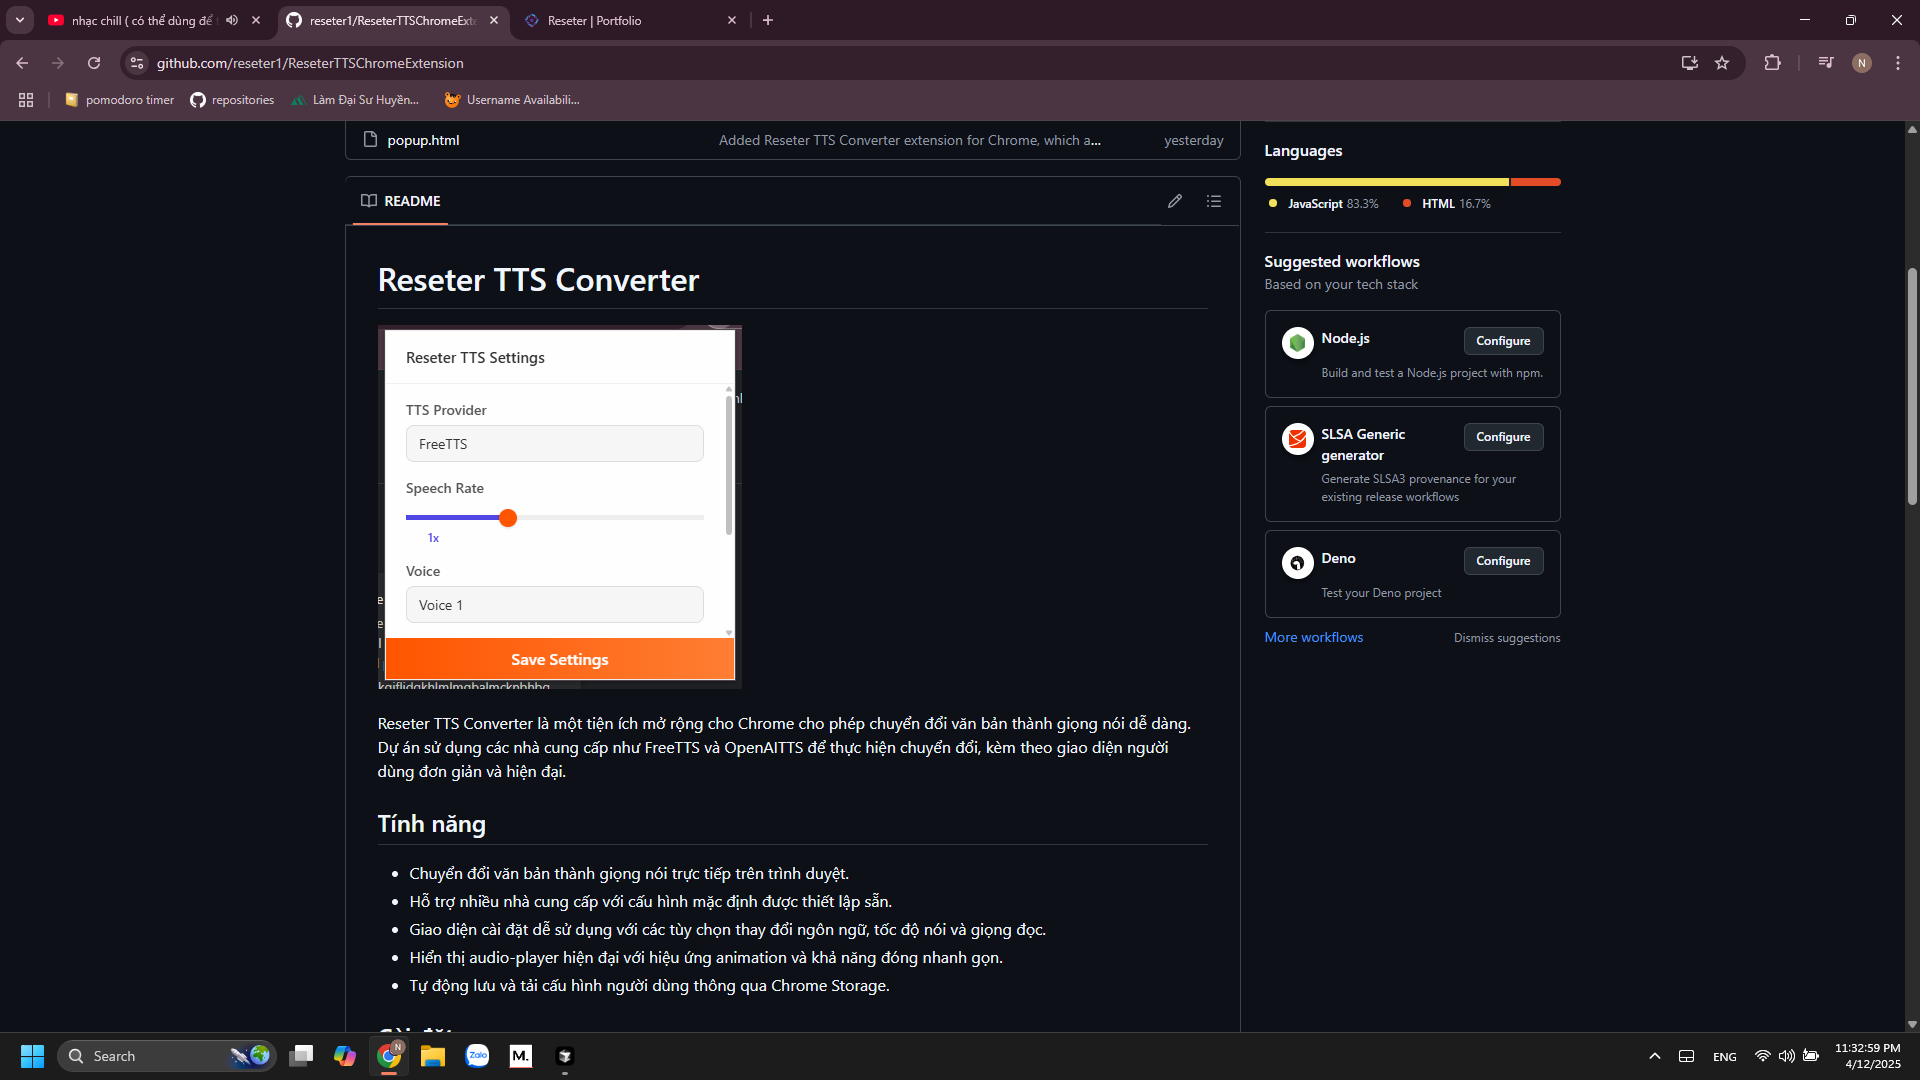 nhạc chill ( có thể dùng để
reseter1/ReseterTTSChromeExte
Reseter | Portfolio
github.com/reseter1/ReseterTTSChromeExtension
N
pomodoro timer
repositories
Làm Đại Sư Huyền...
Username Availabili...
popup.html
Added Reseter TTS Converter extension for Chrome, which a...
yesterday
README
Reseter TTS Converter
Reseter TTS Settings
TTS Provider
FreeTTS
Speech Rate
1x
Voice
Voice 1
Save Settings
Reseter TTS Converter là một tiện ích mở rộng cho Chrome cho phép chuyển đổi văn bản thành giọng nói dễ dàng.
Dự án sử dụng các nhà cung cấp như FreeTTS và OpenAITTS để thực hiện chuyển đổi, kèm theo giao diện người
dùng đơn giản và hiện đại.
Tính năng
Chuyển đổi văn bản thành giọng nói trực tiếp trên trình duyệt.
Hỗ trợ nhiều nhà cung cấp với cấu hình mặc định được thiết lập sẵn.
Giao diện cài đặt dễ sử dụng với các tùy chọn thay đổi ngôn ngữ, tốc độ nói và giọng đọc.
Hiển thị audio-player hiện đại với hiệu ứng animation và khả năng đóng nhanh gọn.
Tự động lưu và tải cấu hình người dùng thông qua Chrome Storage.
Languages
JavaScript 83.3%
HTML 16.7%
Suggested workflows
Based on your tech stack
Node.js
Configure
Build and test a Node.js project with npm.
SLSA Generic
generator
Configure
Generate SLSA3 provenance for your
existing release workflows
Deno
Configure
Test your Deno project
More workflows
Dismiss suggestions
Search
N
Zalo
M.
ENG
11:32:59 PM
4/12/2025